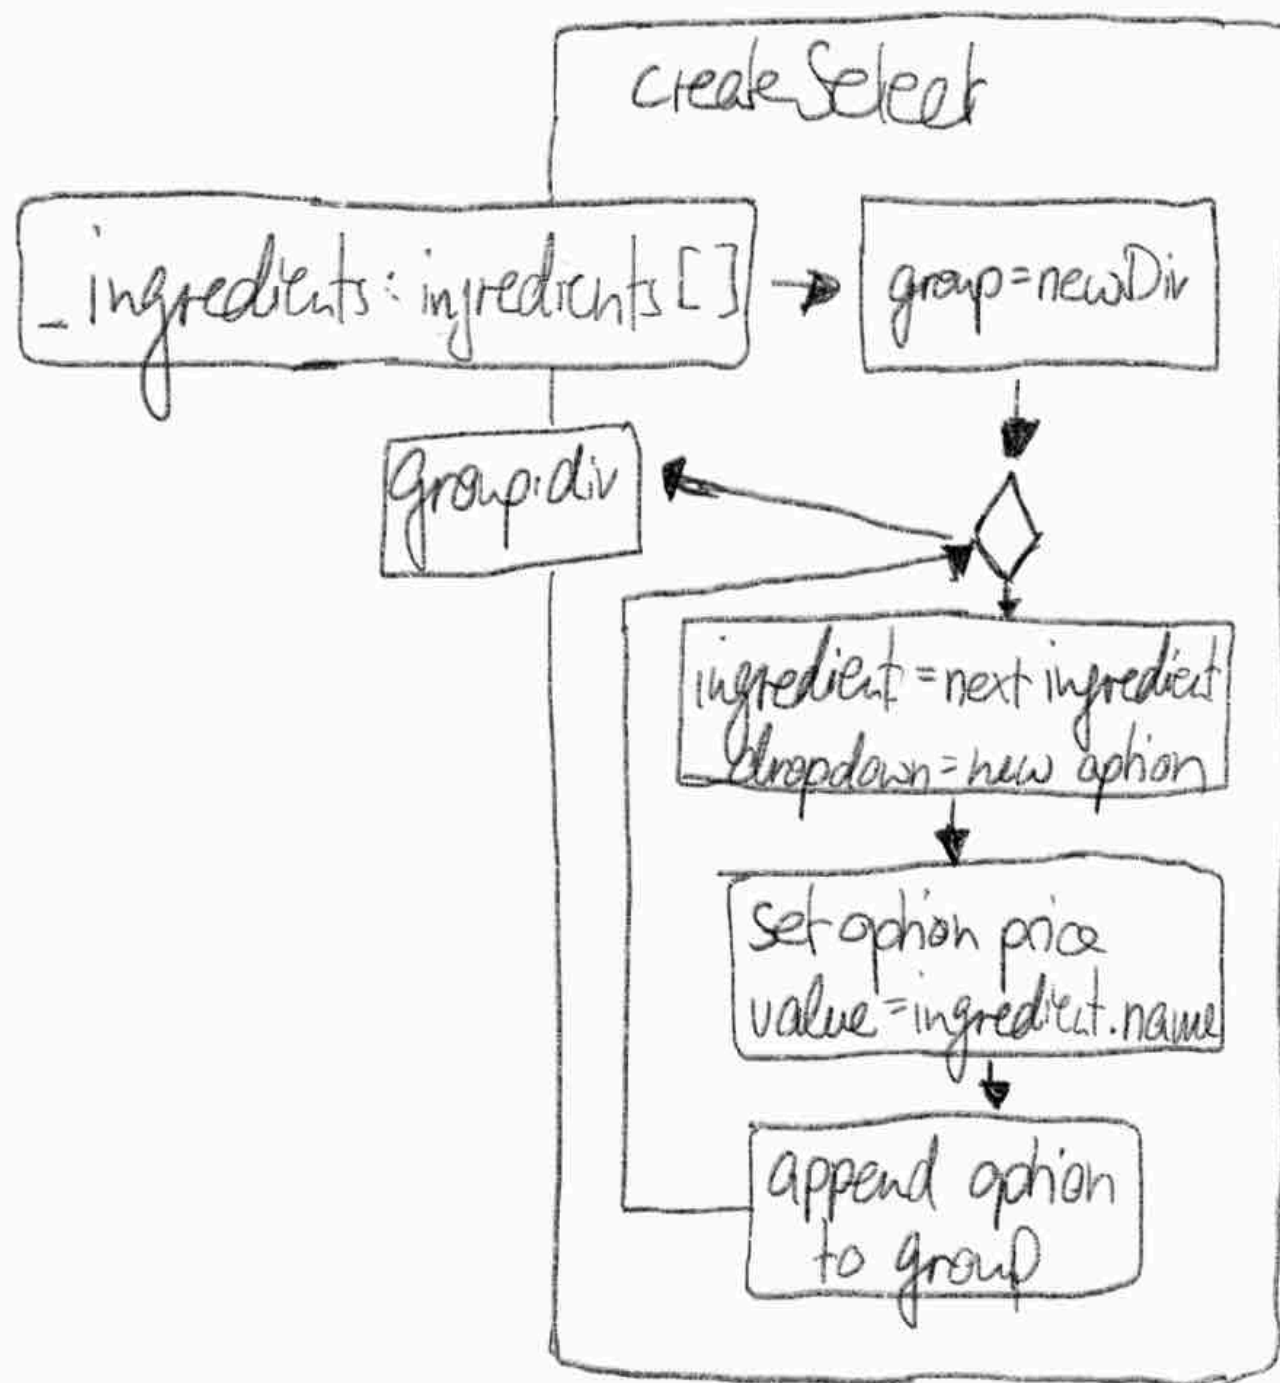 createSelect
_ingredients: ingredients[]
group=newDiv
group:div
ingredient=next ingredient
dropdown=new option
set option price
value=ingredient.name
append option
to group